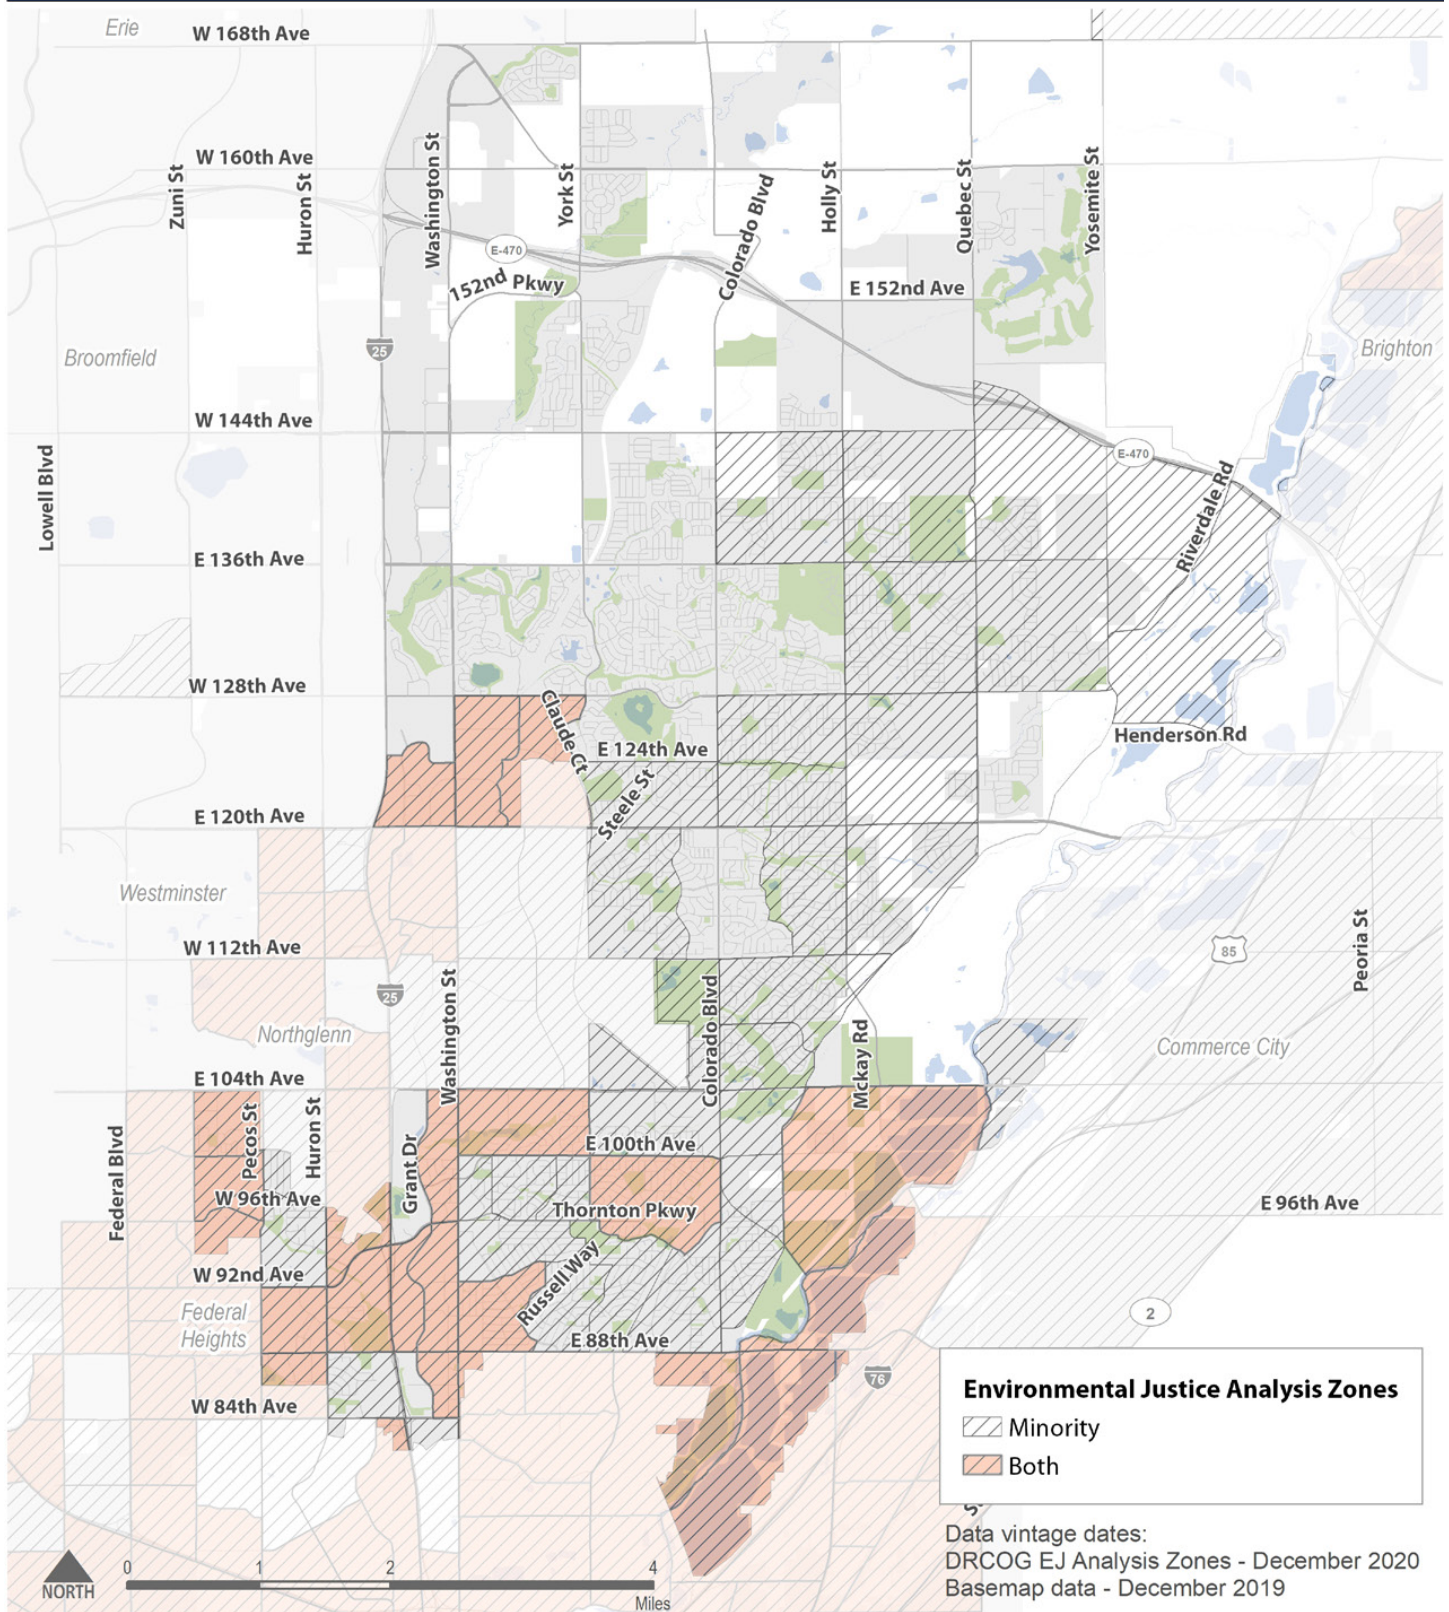 Erie
W 168th Ave
W 160th Ave
Zuni St
Huron St
Washington St
York St
Colorado Blvd
Holly St
Quebec St
Yosemite St
E-470
152nd Pkwy
E 152nd Ave
25
Broomfield
Brighton
W 144th Ave
E-470
Lowell Blvd
Riverdale Rd
E 136th Ave
W 128th Ave
Claude Ct
E 124th Ave
Henderson Rd
Steele St
E 120th Ave
Westminster
W 112th Ave
85
Peoria St
25
Washington St
Colorado Blvd
Northglenn
Mckay Rd
Commerce City
E 104th Ave
Federal Blvd
Pecos St
Huron St
Grant Dr
E 100th Ave
W 96th Ave
Thornton Pkwy
E 96th Ave
W 92nd Ave
Russell Way
Federal
Heights
2
E 88th Ave
76
W 84th Ave
Environmental Justice Analysis Zones
Minority
Both
Data vintage dates:
DRCOG EJ Analysis Zones - December 2020
Basemap data - December 2019
NORTH
0 1 2 4
Miles